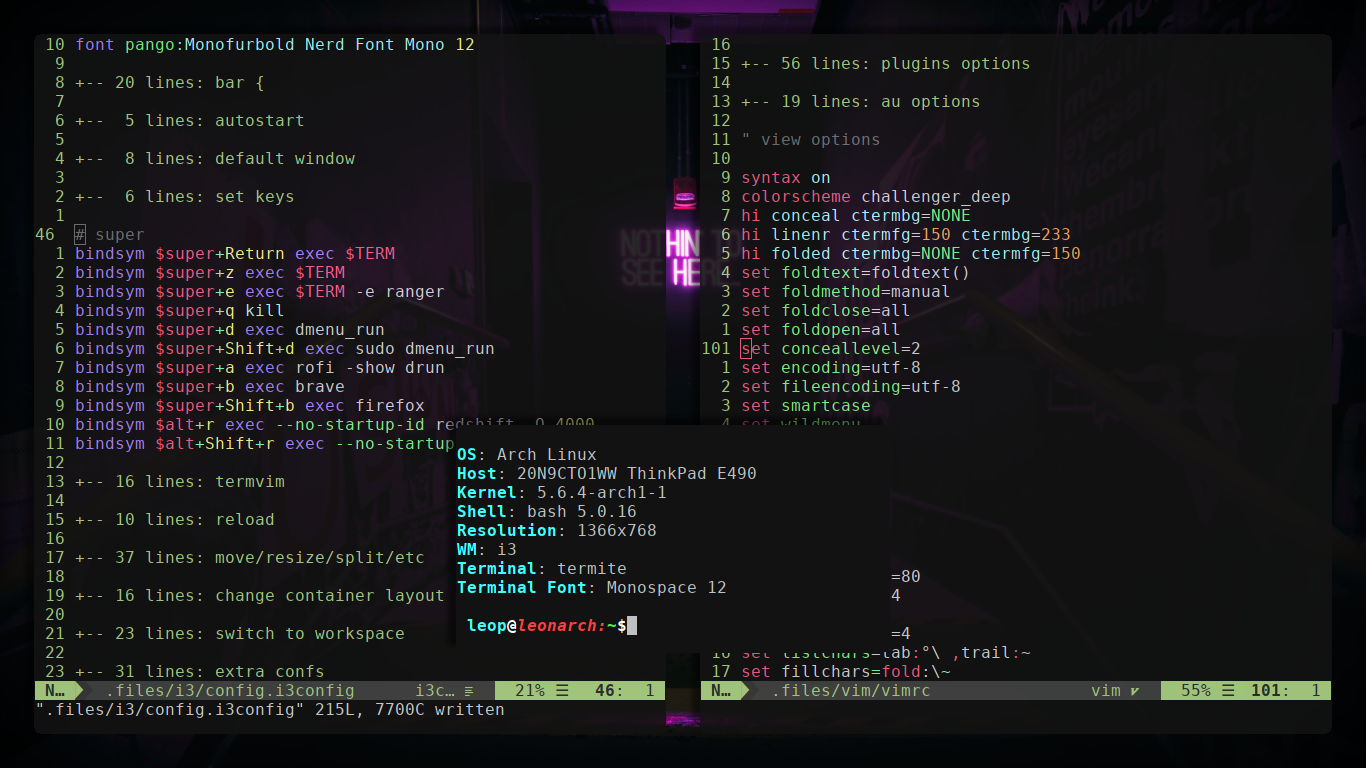 10 font pango:Monofurbold Nerd Font Mono 12
9
8 +-- 20 lines: bar {
7
6 +--  5 lines: autostart
5
4 +--  8 lines: default window
3
2 +--  6 lines: set keys
1
46 # super
1 bindsym $super+Return exec $TERM
2 bindsym $super+z exec $TERM
3 bindsym $super+e exec $TERM -e ranger
4 bindsym $super+q kill
5 bindsym $super+d exec dmenu_run
6 bindsym $super+Shift+d exec sudo dmenu_run
7 bindsym $super+a exec rofi -show drun
8 bindsym $super+b exec brave
9 bindsym $super+Shift+b exec firefox
10 bindsym $alt+r exec --no-startup-id redshift -O 4000
11 bindsym $alt+Shift+r exec --no-startup
12
13 +-- 16 lines: termvim
14
15 +-- 10 lines: reload
16
17 +-- 37 lines: move/resize/split/etc
18
19 +-- 16 lines: change container layout
20
21 +-- 23 lines: switch to workspace
22
23 +-- 31 lines: extra confs
N… .files/i3/config.i3config i3c… 21% ☰ 46: 1
".files/i3/config.i3config" 215L, 7700C written
NOTHIN TO
SEE HERE
16
15 +-- 56 lines: plugins options
14
13 +-- 19 lines: au options
12
11 " view options
10
9 syntax on
8 colorscheme challenger_deep
7 hi conceal ctermbg=NONE
6 hi linenr ctermfg=150 ctermbg=233
5 hi folded ctermbg=NONE ctermfg=150
4 set foldtext=foldtext()
3 set foldmethod=manual
2 set foldclose=all
1 set foldopen=all
101 set conceallevel=2
1 set encoding=utf-8
2 set fileencoding=utf-8
3 set smartcase
4 set wildmenu
=80
4
=4
16 set listchars=tab:°\ ,trail:~
17 set fillchars=fold:\~
N… .files/vim/vimrc vim 55% ☰ 101: 1
OS: Arch Linux
Host: 20N9CTO1WW ThinkPad E490
Kernel: 5.6.4-arch1-1
Shell: bash 5.0.16
Resolution: 1366x768
WM: i3
Terminal: termite
Terminal Font: Monospace 12
leop@leonarch:~$